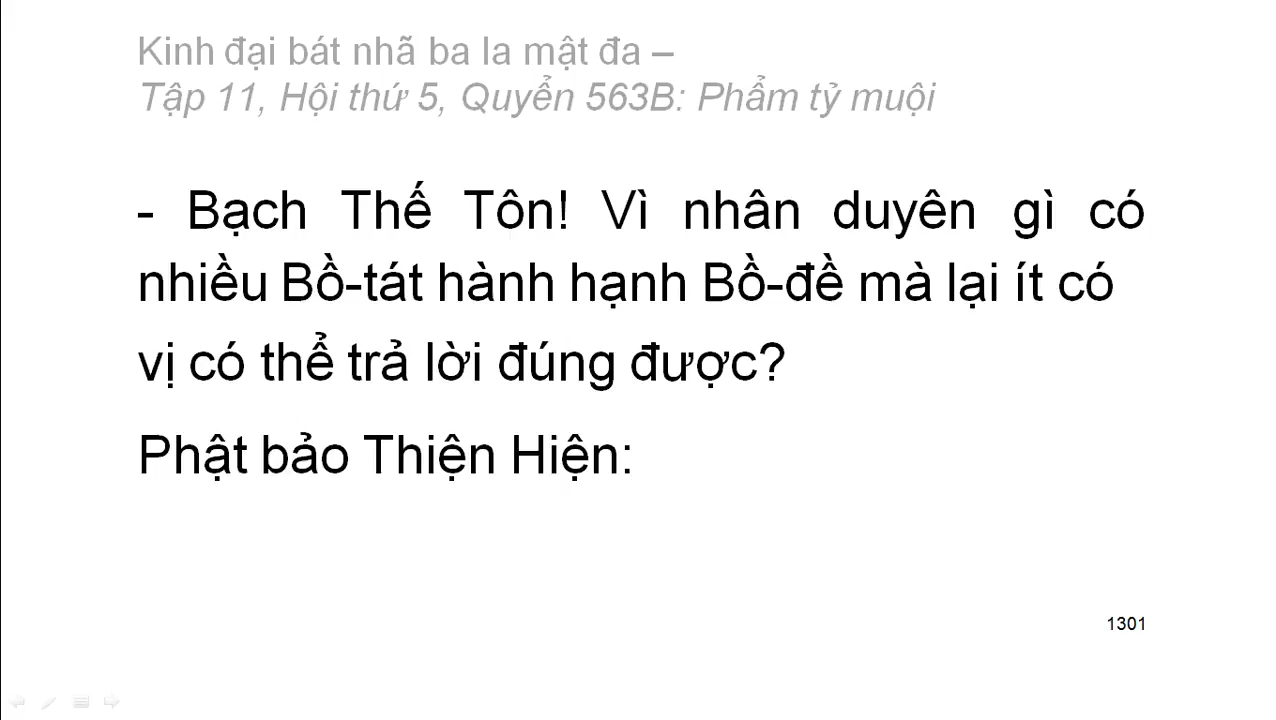 Kinh đại bát nhã ba la mật đa –
Tập 11, Hội thứ 5, Quyển 563B: Phẩm tỷ muội
- Bạch Thế Tôn! Vì nhân duyên gì có
nhiều Bồ-tát hành hạnh Bồ-đề mà lại ít có
vị có thể trả lời đúng được?
Phật bảo Thiện Hiện:
1301